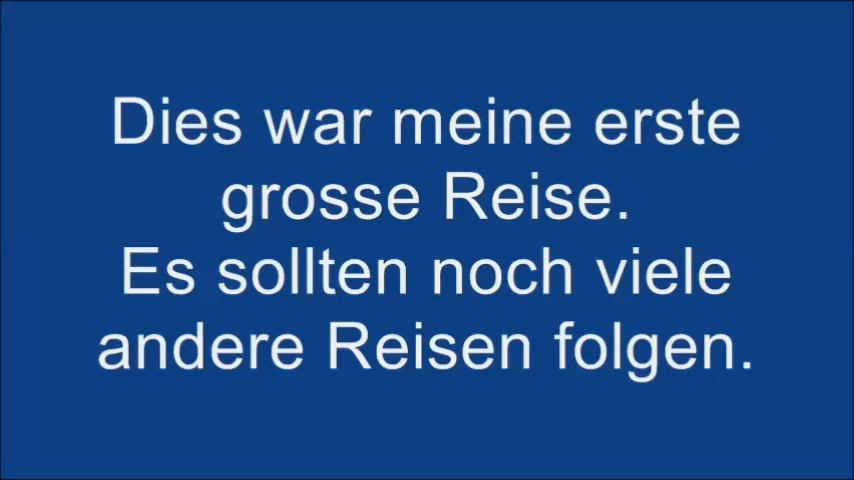 Dies war meine erste
grosse Reise.
Es sollten noch viele
andere Reisen folgen.